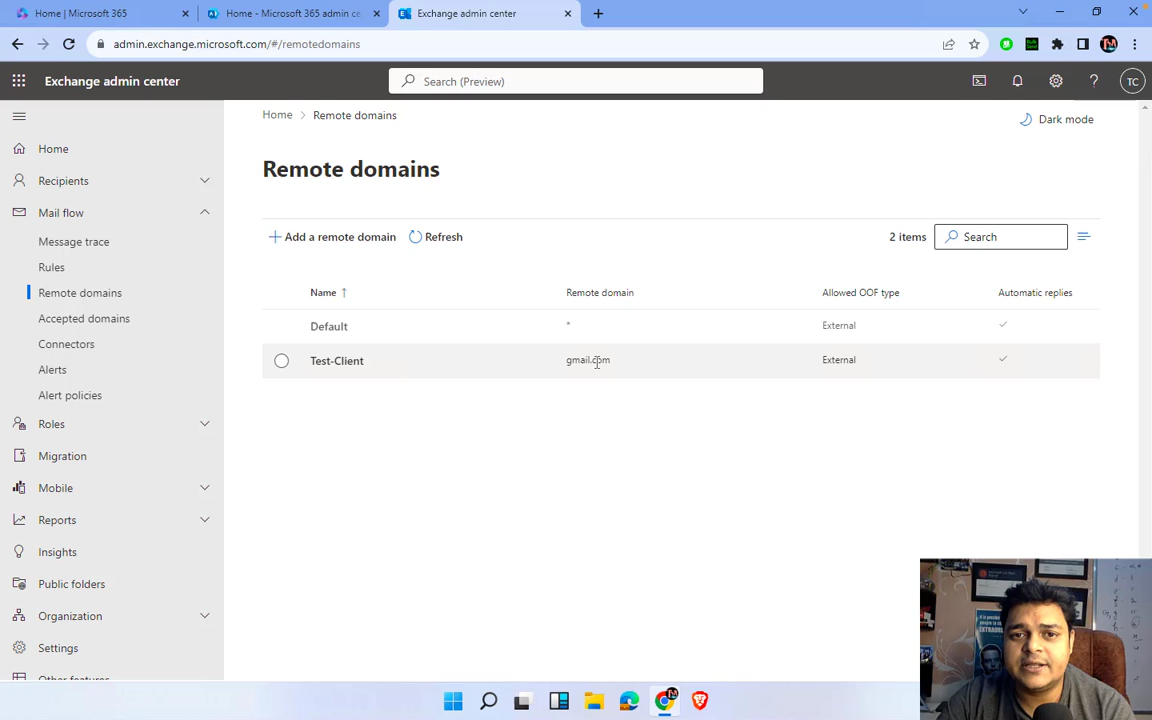 Home | Microsoft 365
Home - Microsoft 365 admin ce
Exchange admin center
admin.exchange.microsoft.com/#/remotedomains
Exchange admin center
Search (Preview)
TC
Home
Remote domains
Dark mode
Remote domains
Add a remote domain
Refresh
2 items
Search
Name
Remote domain
Allowed OOF type
Automatic replies
Default
*
External
Test-Client
gmail.com
External
Home
Recipients
Mail flow
Message trace
Rules
Remote domains
Accepted domains
Connectors
Alerts
Alert policies
Roles
Migration
Mobile
Reports
Insights
Public folders
Organization
Settings
Other features